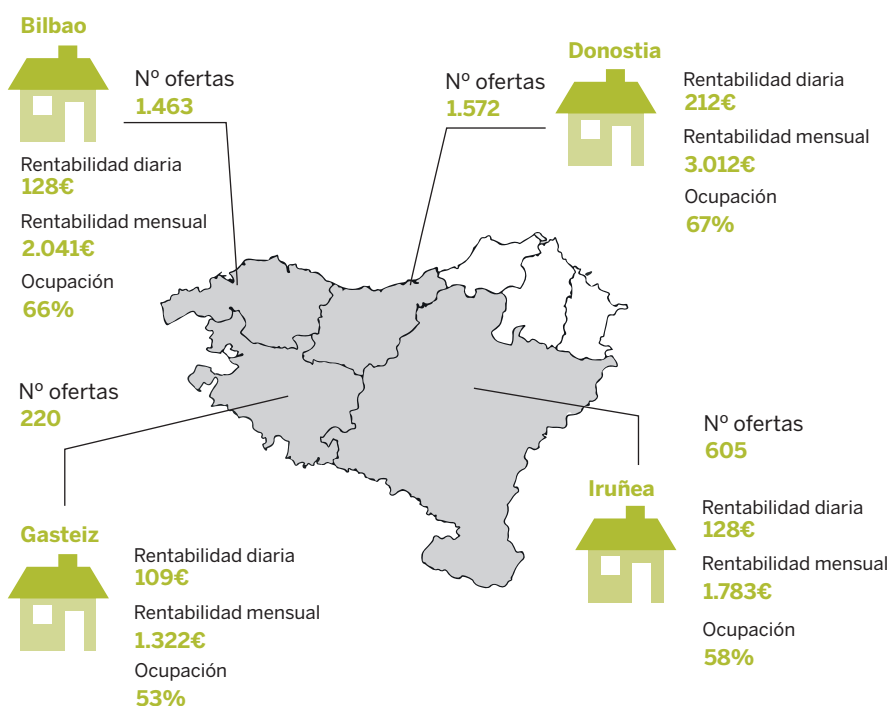 Bilbao
Nº ofertas
1.463
Rentabilidad diaria
128€
Rentabilidad mensual
2.041€
Ocupación
66%
Donostia
Nº ofertas
1.572
Rentabilidad diaria
212€
Rentabilidad mensual
3.012€
Ocupación
67%
Nº ofertas
220
Gasteiz
Rentabilidad diaria
109€
Rentabilidad mensual
1.322€
Ocupación
53%
Nº ofertas
605
Iruñea
Rentabilidad diaria
128€
Rentabilidad mensual
1.783€
Ocupación
58%